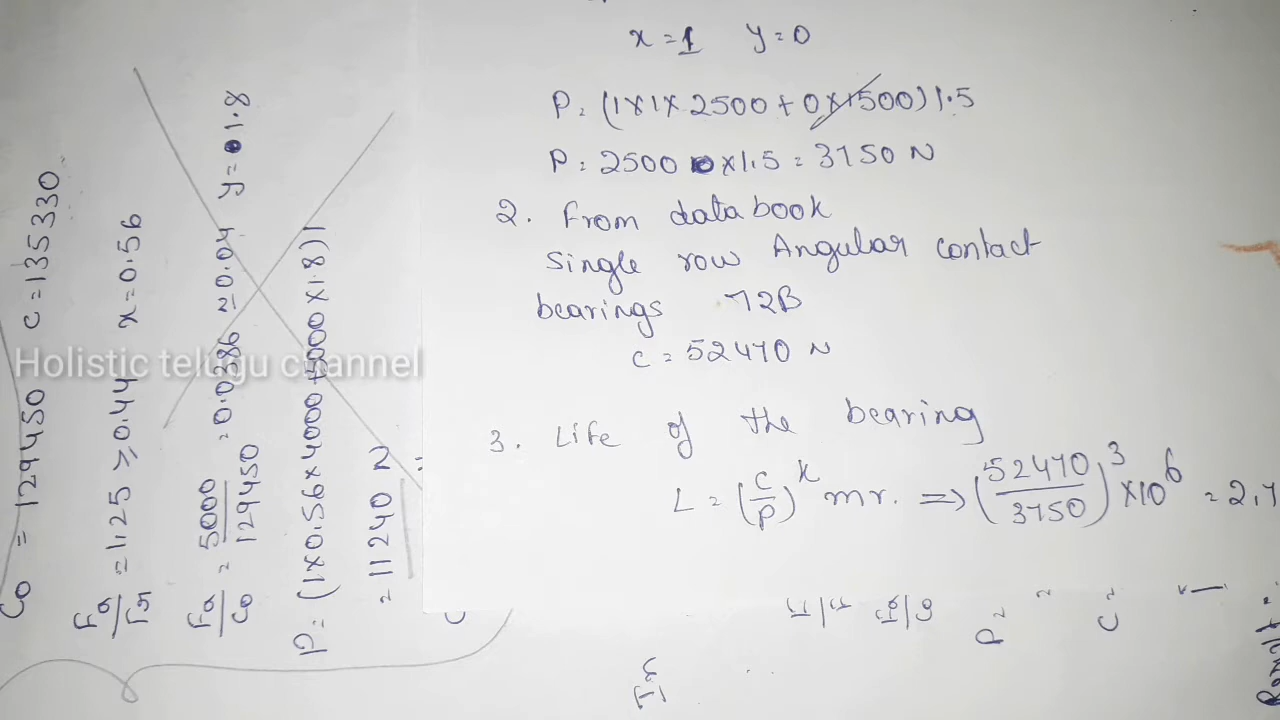 x = 1 y = 0
P = (1 x 1 x 2500 + 0 x 1500) 1.5
P = 2500 x 1.5 = 3750 N
2. From data book
Single row Angular contact
bearings 72B
C = 52470 N
3. Life of the bearing
L = (C/P)^k mr. => (52470/3750)^3 x 10^6 = 2.7
Co = 129450 C = 135330
Fa/Fr = 1.125 ≥ 0.44 x = 0.56
Fa/Co = 5000/129450 = 0.0386 ≈ 0.04 y = 1.8
P = (1 x 0.56 x 4000 + 5000 x 1.8) 1
= 11240 N
Holistic telugu channel